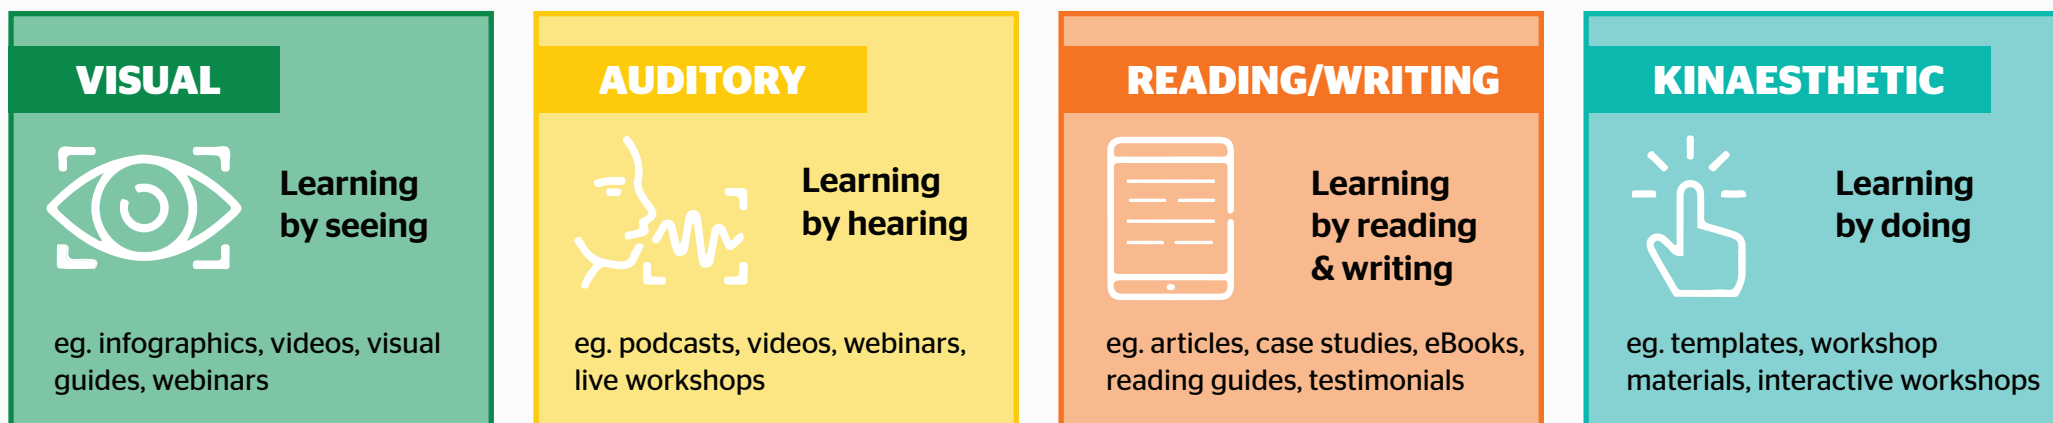 VISUAL
Learning
by seeing
eg. infographics, videos, visual
guides, webinars
AUDITORY
Learning
by hearing
eg. podcasts, videos, webinars,
live workshops
READING/WRITING
Learning
by reading
& writing
eg. articles, case studies, eBooks,
reading guides, testimonials
KINAESTHETIC
Learning
by doing
eg. templates, workshop
materials, interactive workshops